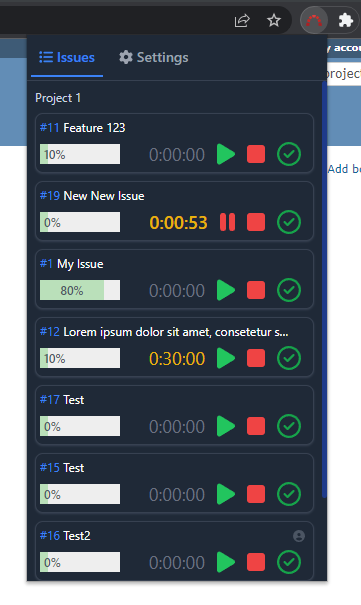 y accou
Issues Settings
project
Project 1
#11 Feature 123
10% 0:00:00
Add bo
#19 New New Issue
0% 0:00:53
#1 My Issue
80% 0:00:00
#12 Lorem ipsum dolor sit amet, consetetur s...
10% 0:30:00
#17 Test
0% 0:00:00
#15 Test
0% 0:00:00
#16 Test2
0% 0:00:00